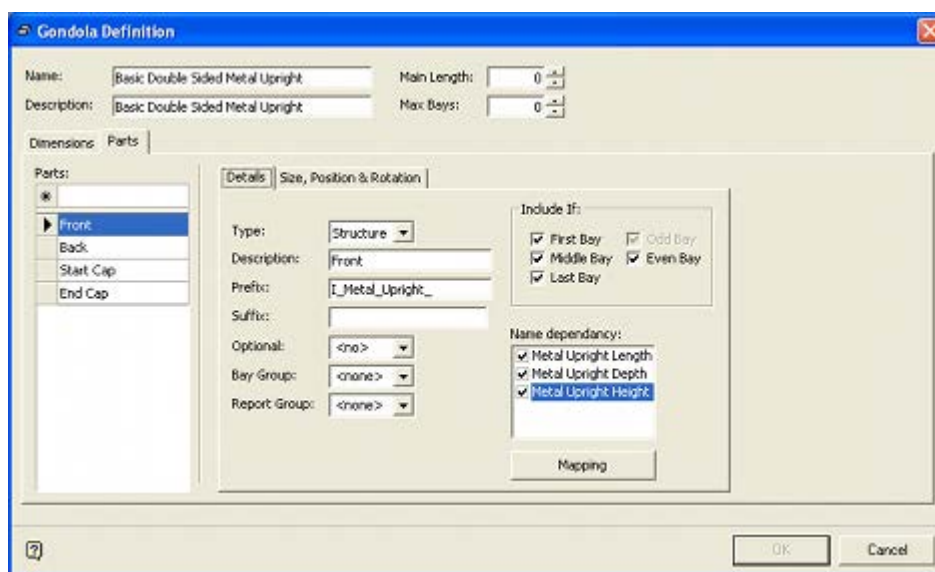 Gondola Definition
Name: Basic Double Sided Metal Upright Main Length: 0
Description: Basic Double Sided Metal Upright Max Bays: 0
Dimensions Parts
Parts:
Front
Back
Start Cap
End Cap
Details Size, Position & Rotation
Type: Structure
Description: Front
Prefix: I_Metal_Upright_
Suffix:
Optional: <no>
Bay Group: <none>
Report Group: <none>
Include If:
First Bay Odd Bay
Middle Bay Even Bay
Last Bay
Name dependancy:
Metal Upright Length
Metal Upright Depth
Metal Upright Height
Mapping
? OK Cancel